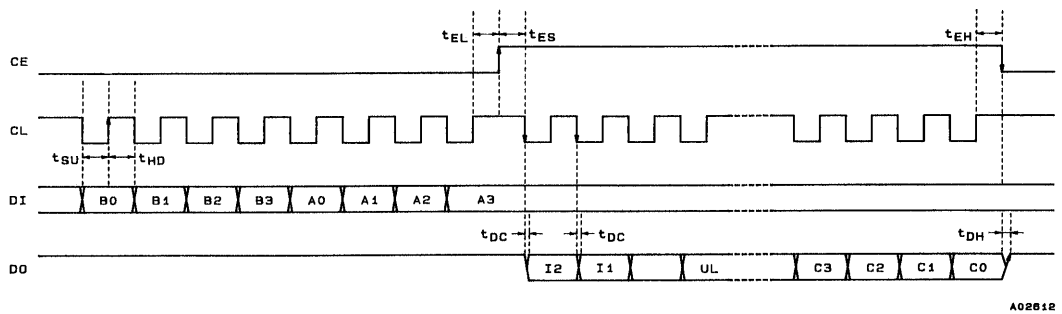 tEL tES tEH
CE
CL
tSU tHD
DI B0 B1 B2 B3 A0 A1 A2 A3
tDC tDC tDH
DO I2 I1 UL C3 C2 C1 C0
A02612